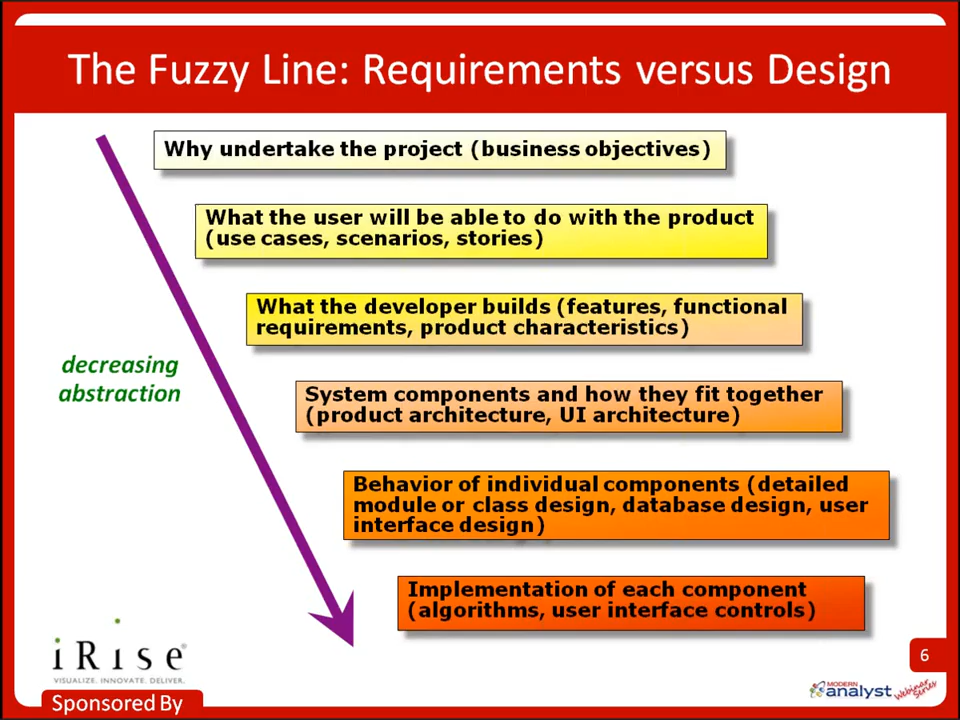 The Fuzzy Line: Requirements versus Design
Why undertake the project (business objectives)
What the user will be able to do with the product
(use cases, scenarios, stories)
What the developer builds (features, functional
requirements, product characteristics)
decreasing
abstraction
System components and how they fit together
(product architecture, UI architecture)
Behavior of individual components (detailed
module or class design, database design, user
interface design)
Implementation of each component
(algorithms, user interface controls)
iRise®
VISUALIZE. INNOVATE. DELIVER.
Sponsored By
6
MODERN
analyst
Webinar
Series